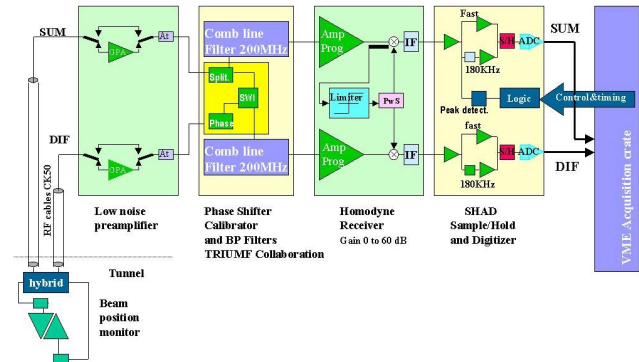 SUM
At
Comb line
Filter 200MHz
Split.
SWI
Phase
Comb line
Filter 200MHz
Amp
Prog
IF
Limiter
PwS
Amp
Prog
IF
Fast
180KHz
S/H
ADC
SUM
Peak detect.
Logic
Control&timing
fast
180KHz
S/H
ADC
DIF
VME Acquisition crate
DIF
At
RF cables CK50
Low noise
preamplifier
Phase Shifter
Calibrator
and BP Filters
TRIUMF Collaboration
Homodyne
Receiver
Gain 0 to 60 dB
SHAD
Sample/Hold
and Digitizer
Tunnel
hybrid
Beam
position
monitor